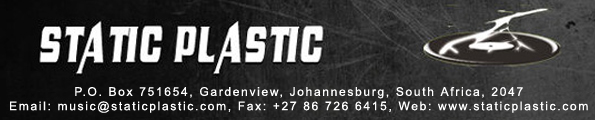 STATIC PLASTIC
P.O. Box 751654, Gardenview, Johannesburg, South Africa, 2047
Email: music@staticplastic.com, Fax: +27 86 726 6415, Web: www.staticplastic.com